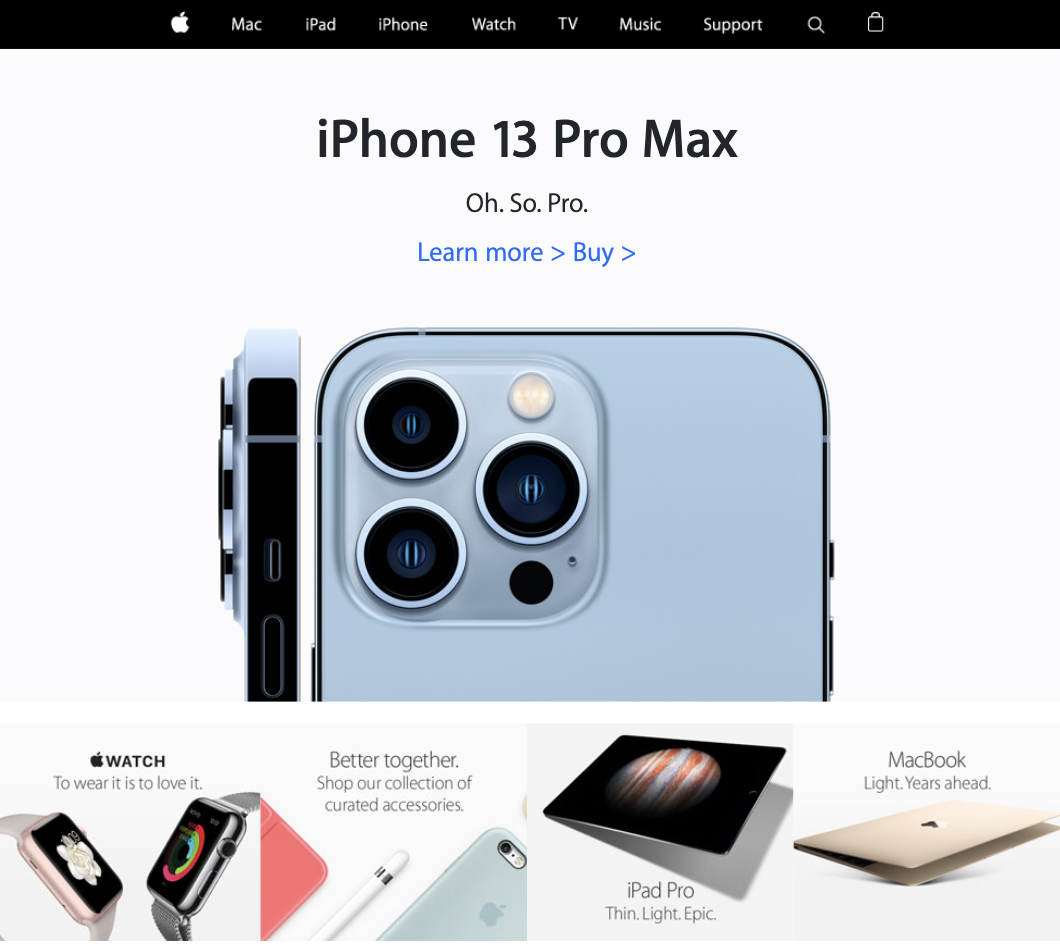 Mac iPad iPhone Watch TV Music Support
iPhone 13 Pro Max
Oh. So. Pro.
Learn more > Buy >
WATCH
To wear it is to love it.
Better together.
Shop our collection of
curated accessories.
iPad Pro
Thin. Light. Epic.
MacBook
Light. Years ahead.